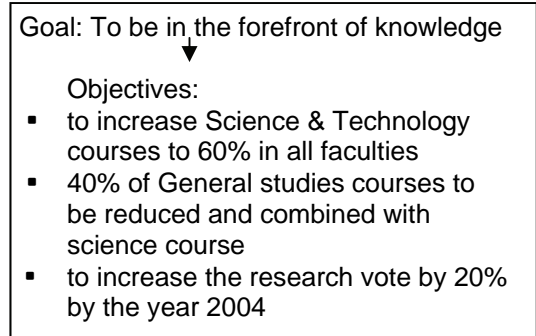 Goal: To be in the forefront of knowledge
Objectives:
▪ to increase Science & Technology
courses to 60% in all faculties
▪ 40% of General studies courses to
be reduced and combined with
science course
▪ to increase the research vote by 20%
by the year 2004